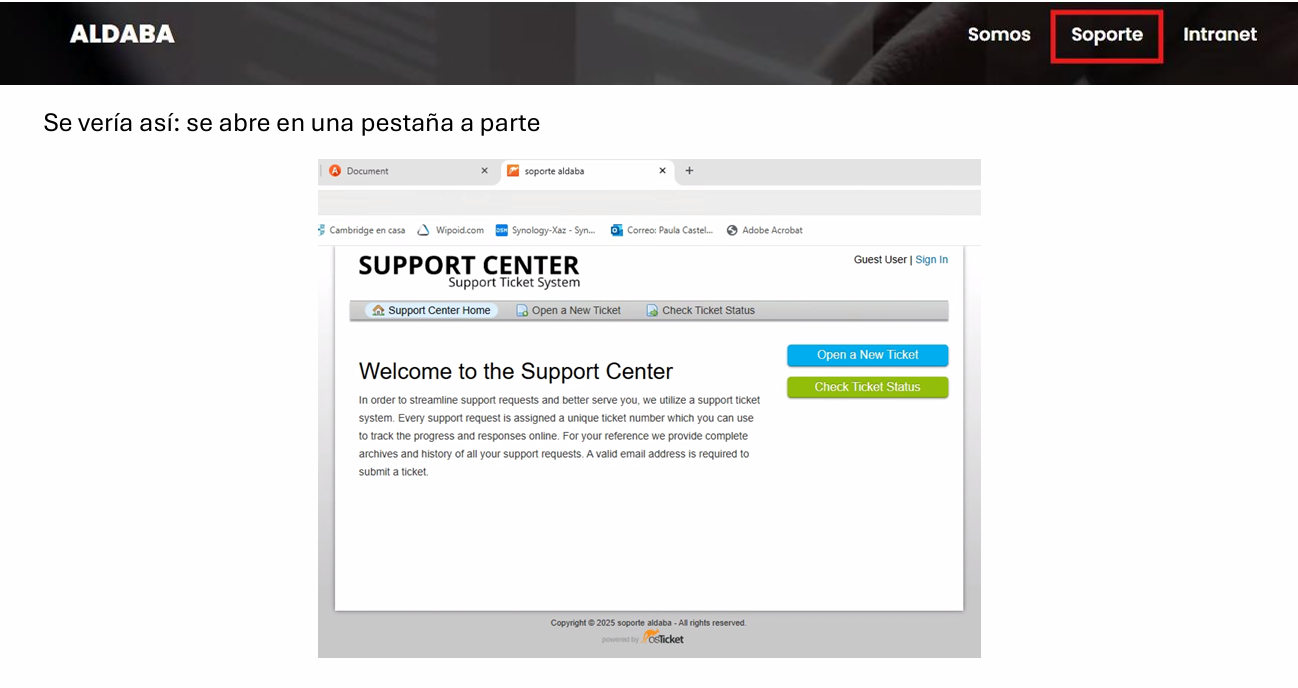 ALDABA Somos Soporte Intranet
Se vería así: se abre en una pestaña a parte
Document soporte aldaba
Cambridge en casa Wipoid.com Synology-Xaz - Syn... Correo: Paula Castel... Adobe Acrobat
SUPPORT CENTER
Support Ticket System
Guest User | Sign In
Support Center Home Open a New Ticket Check Ticket Status
Open a New Ticket
Check Ticket Status
Welcome to the Support Center
In order to streamline support requests and better serve you, we utilize a support ticket
system. Every support request is assigned a unique ticket number which you can use
to track the progress and responses online. For your reference we provide complete
archives and history of all your support requests. A valid email address is required to
submit a ticket.
Copyright © 2025 soporte aldaba - All rights reserved.
powered by osTicket